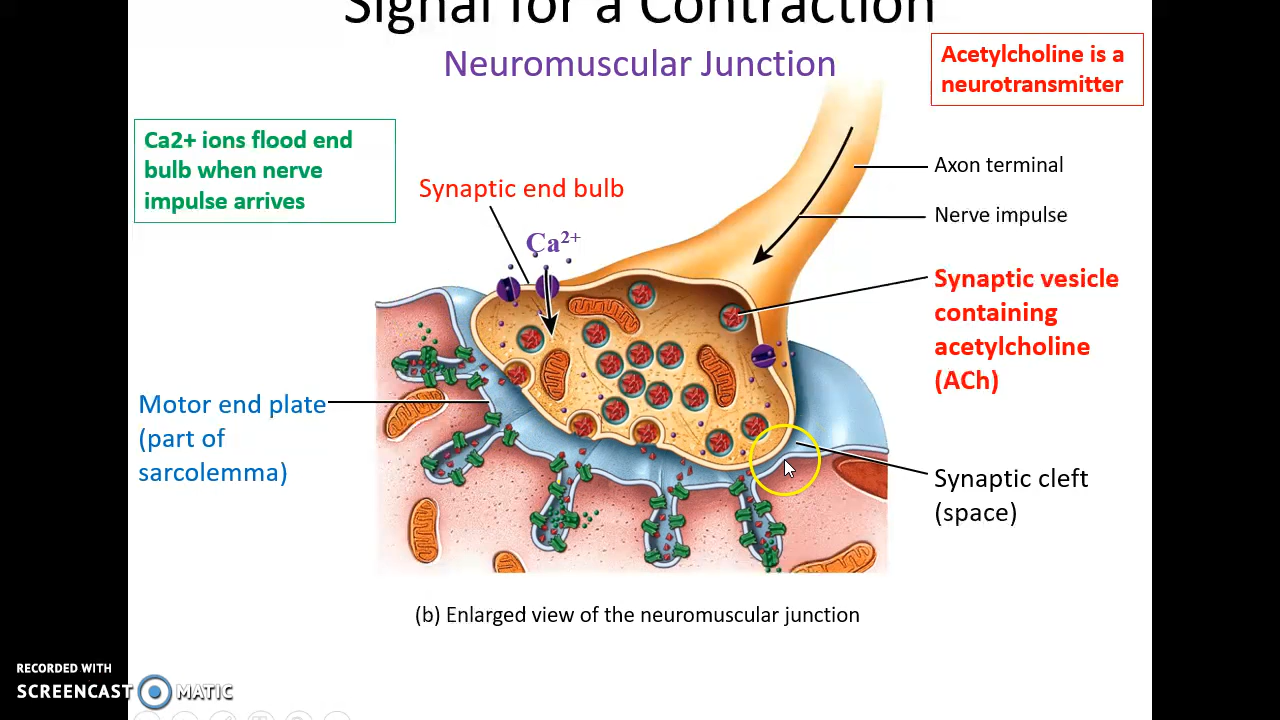 Signal for a Contraction
Neuromuscular Junction
Acetylcholine is a
neurotransmitter
Ca2+ ions flood end
bulb when nerve
impulse arrives
Synaptic end bulb
Ca2+
Axon terminal
Nerve impulse
Synaptic vesicle
containing
acetylcholine
(ACh)
Motor end plate
(part of
sarcolemma)
Synaptic cleft
(space)
(b) Enlarged view of the neuromuscular junction
RECORDED WITH
SCREENCAST MATIC